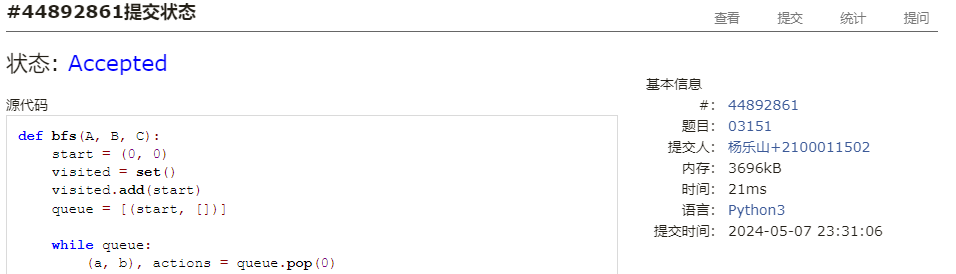 #44892861提交状态
查看 提交 统计 提问
状态: Accepted
源代码
def bfs(A, B, C):
    start = (0, 0)
    visited = set()
    visited.add(start)
    queue = [(start, [])]
    while queue:
        (a, b), actions = queue.pop(0)
基本信息
#: 44892861
题目: 03151
提交人: 杨乐山+2100011502
内存: 3696kB
时间: 21ms
语言: Python3
提交时间: 2024-05-07 23:31:06